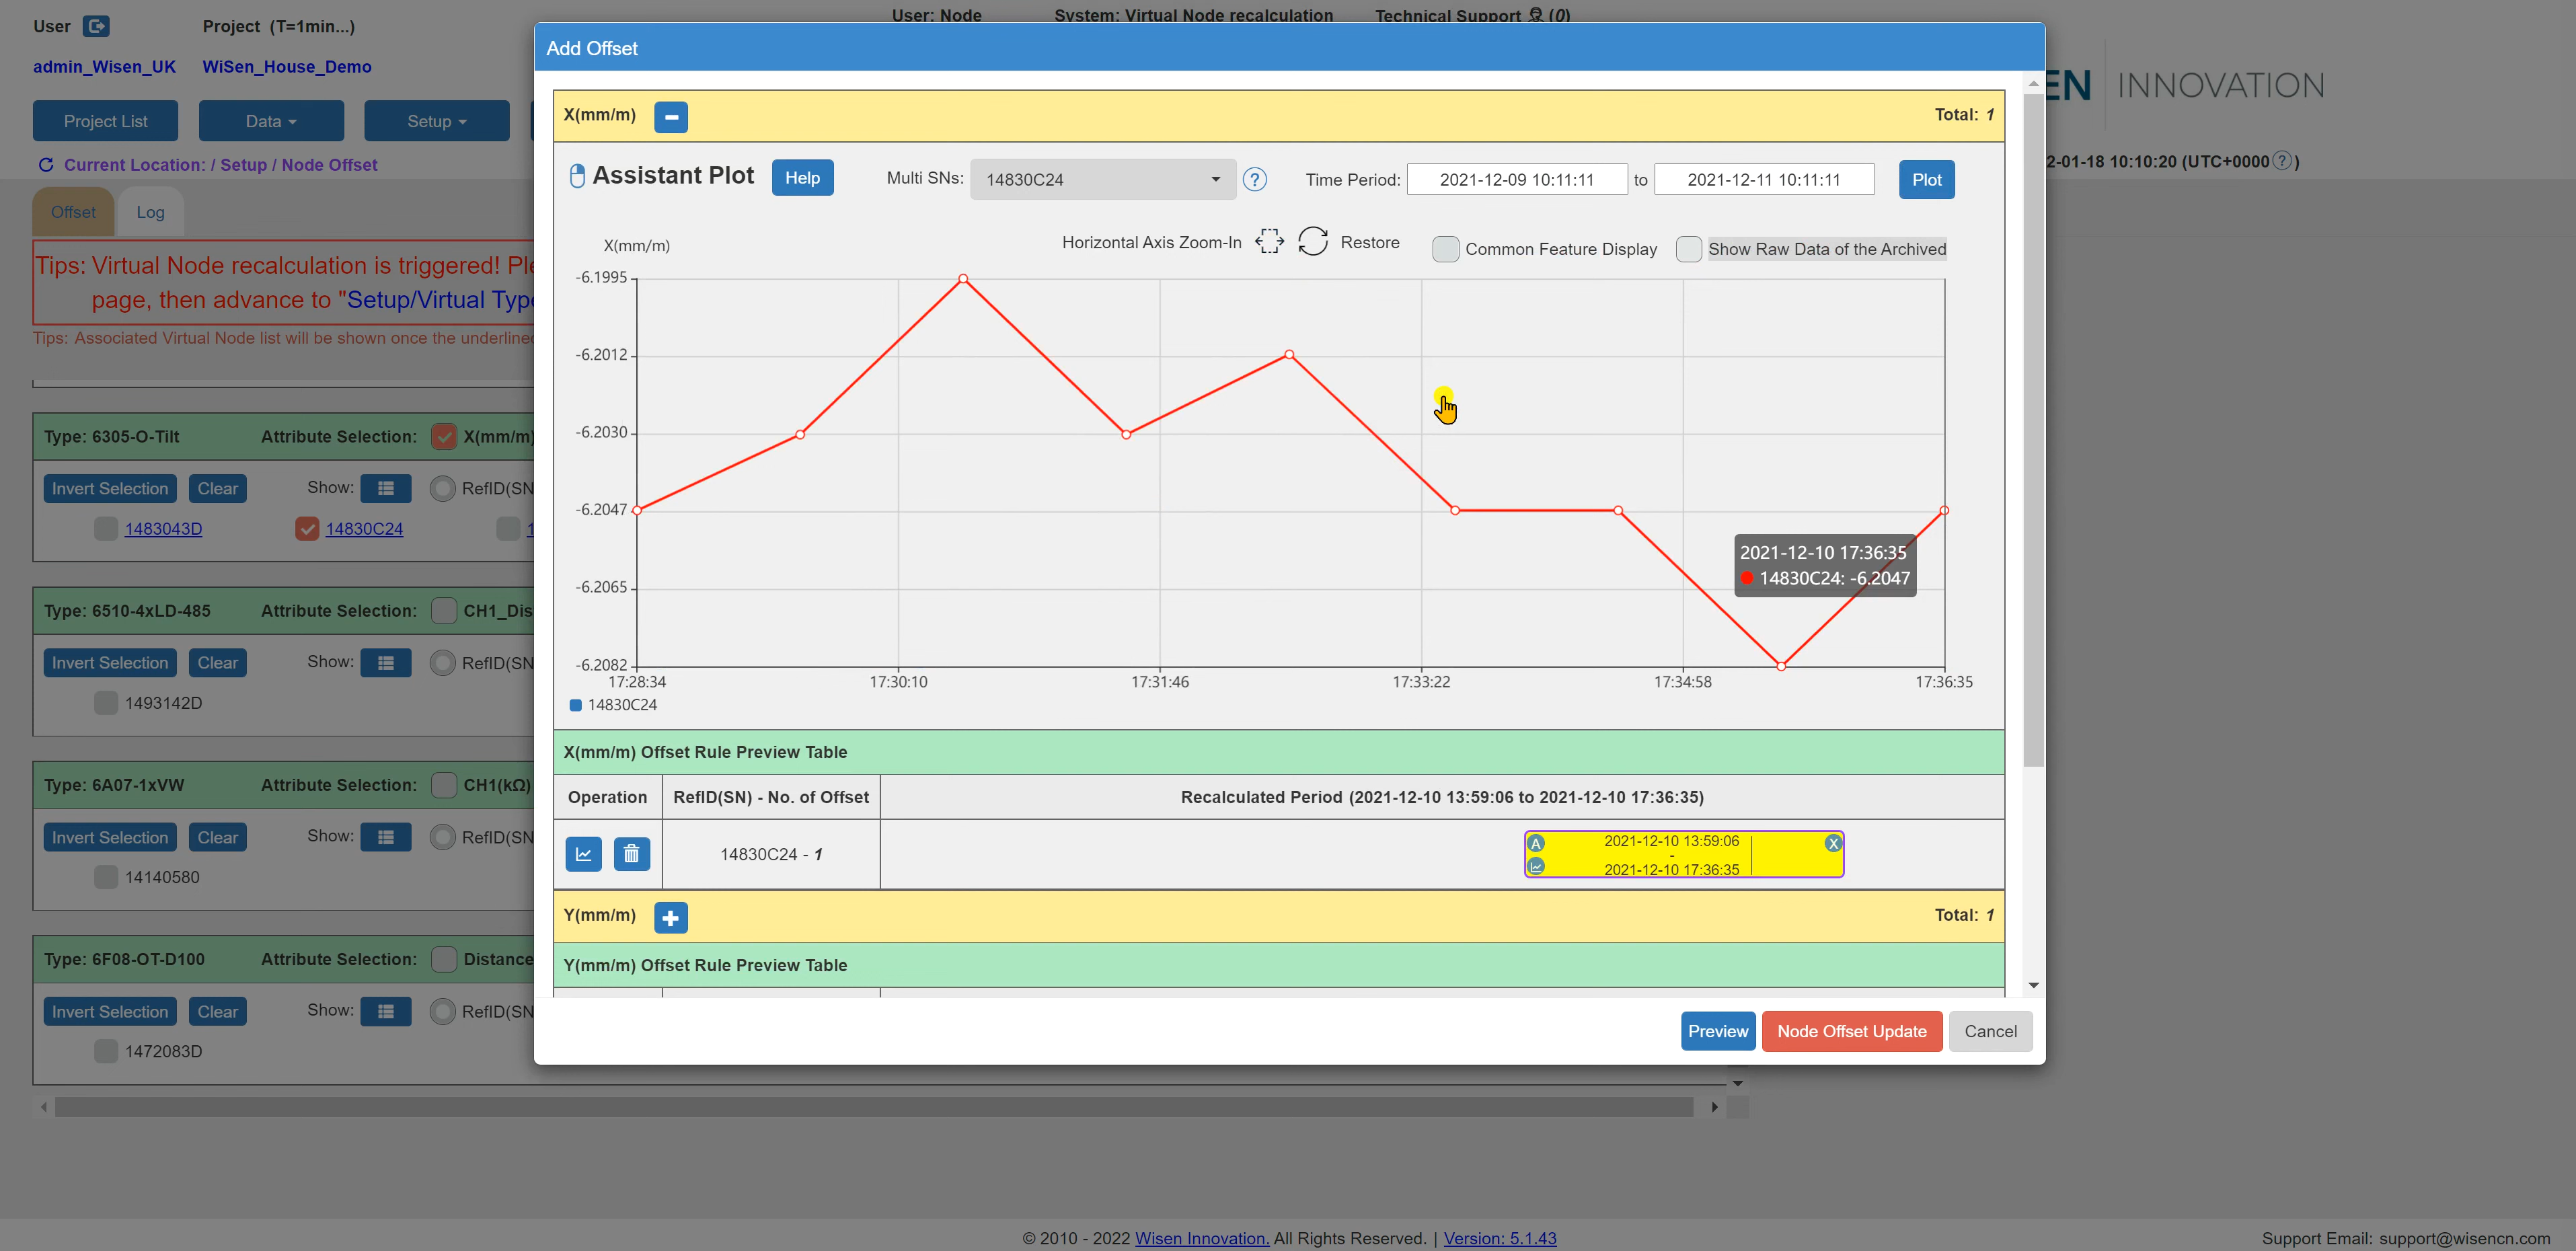 User
Project (T=1min...)
User: Node
System: Virtual Node recalculation
Technical Support (0)
admin_Wisen_UK
WiSen_House_Demo
Project List
Data
Setup
EN INNOVATION
Current Location: / Setup / Node Offset
2-01-18 10:10:20 (UTC+0000 ? )
Offset
Log
Tips: Virtual Node recalculation is triggered! Ple
page, then advance to "Setup/Virtual Type
Tips: Associated Virtual Node list will be shown once the underlined
Type: 6305-O-Tilt
Attribute Selection:
X(mm/m)
Invert Selection
Clear
Show:
RefID(SN
1483043D
14830C24
1
Type: 6510-4xLD-485
Attribute Selection:
CH1_Dis
Invert Selection
Clear
Show:
RefID(SN
1493142D
Type: 6A07-1xVW
Attribute Selection:
CH1(kΩ)
Invert Selection
Clear
Show:
RefID(SN
14140580
Type: 6F08-OT-D100
Attribute Selection:
Distance
Invert Selection
Clear
Show:
RefID(SN
1472083D
Add Offset
X(mm/m)
Total: 1
Assistant Plot
Help
Multi SNs:
14830C24
?
Time Period:
2021-12-09 10:11:11
to
2021-12-11 10:11:11
Plot
X(mm/m)
Horizontal Axis Zoom-In
Restore
Common Feature Display
Show Raw Data of the Archived
-6.1995
-6.2012
-6.2030
-6.2047
-6.2065
-6.2082
2021-12-10 17:36:35
14830C24: -6.2047
17:28:34
17:30:10
17:31:46
17:33:22
17:34:58
17:36:35
14830C24
X(mm/m) Offset Rule Preview Table
Operation
RefID(SN) - No. of Offset
Recalculated Period (2021-12-10 13:59:06 to 2021-12-10 17:36:35)
14830C24 - 1
A
2021-12-10 13:59:06
-
2021-12-10 17:36:35
X
Y(mm/m)
Total: 1
Y(mm/m) Offset Rule Preview Table
Preview
Node Offset Update
Cancel
© 2010 - 2022 Wisen Innovation. All Rights Reserved. | Version: 5.1.43
Support Email: support@wisencn.com